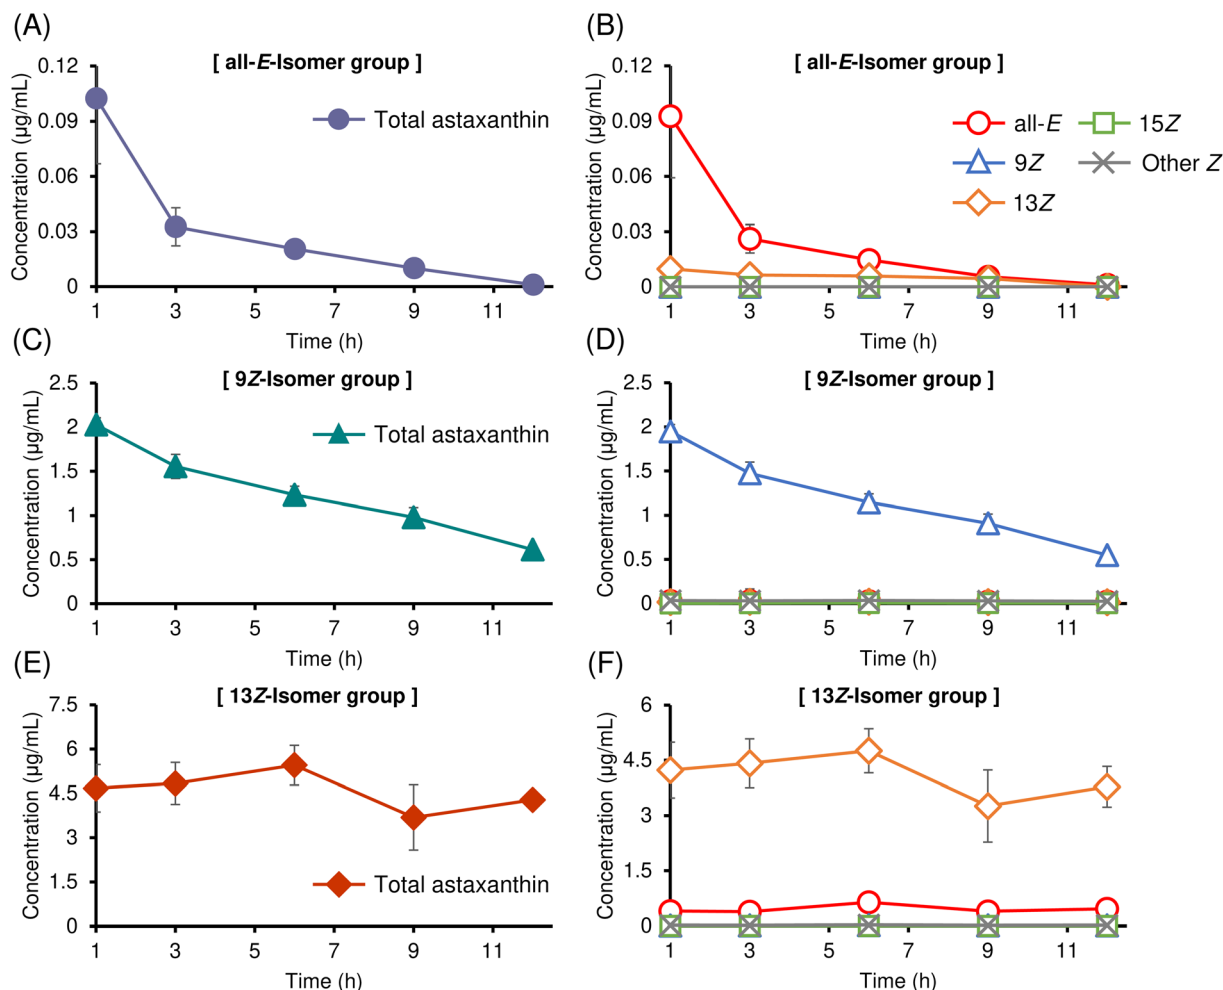 (A)
[ all-E-Isomer group ]
Concentration (µg/mL)
0.12
0.09
0.06
0.03
0
Total astaxanthin
1 3 5 7 9 11
Time (h)
(B)
[ all-E-Isomer group ]
Concentration (µg/mL)
0.12
0.09
0.06
0.03
0
all-E
15Z
9Z
Other Z
13Z
1 3 5 7 9 11
Time (h)
(C)
[ 9Z-Isomer group ]
Concentration (µg/mL)
2.5
2
1.5
1
0.5
0
Total astaxanthin
1 3 5 7 9 11
Time (h)
(D)
[ 9Z-Isomer group ]
Concentration (µg/mL)
2.5
2
1.5
1
0.5
0
1 3 5 7 9 11
Time (h)
(E)
[ 13Z-Isomer group ]
Concentration (µg/mL)
7.5
6
4.5
3
1.5
0
Total astaxanthin
1 3 5 7 9 11
Time (h)
(F)
[ 13Z-Isomer group ]
Concentration (µg/mL)
6
4.5
3
1.5
0
1 3 5 7 9 11
Time (h)